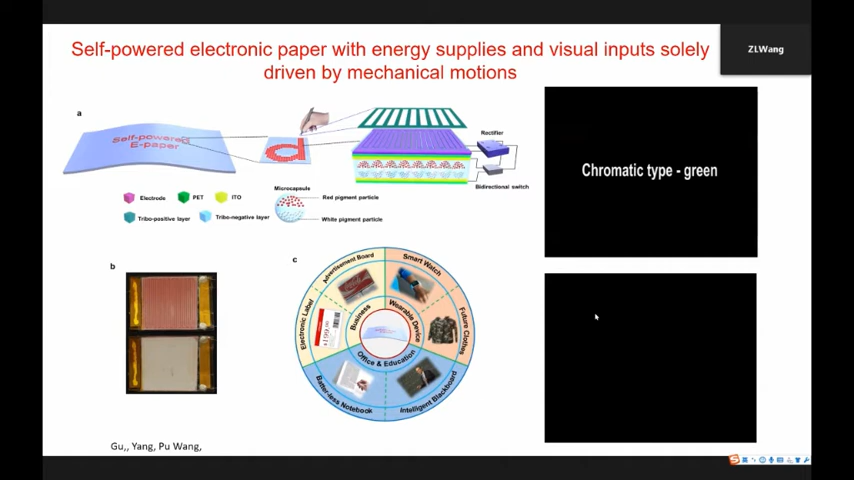 Self-powered electronic paper with energy supplies and visual inputs solely
driven by mechanical motions
ZLWang
a
Self-powered
E-paper
d
Rectifier
Bidirectional switch
Electrode
PET
ITO
Tribo-positive layer
Tribo-negative layer
Microcapsule
Red pigment particle
White pigment particle
Chromatic type - green
b
c
Advertisement Board
Smart Watch
Electronic Label
Business
Wearable Device
Future Clothes
Office & Education
Batter-less Notebook
Intelligent Blackboard
Gu,, Yang, Pu Wang,